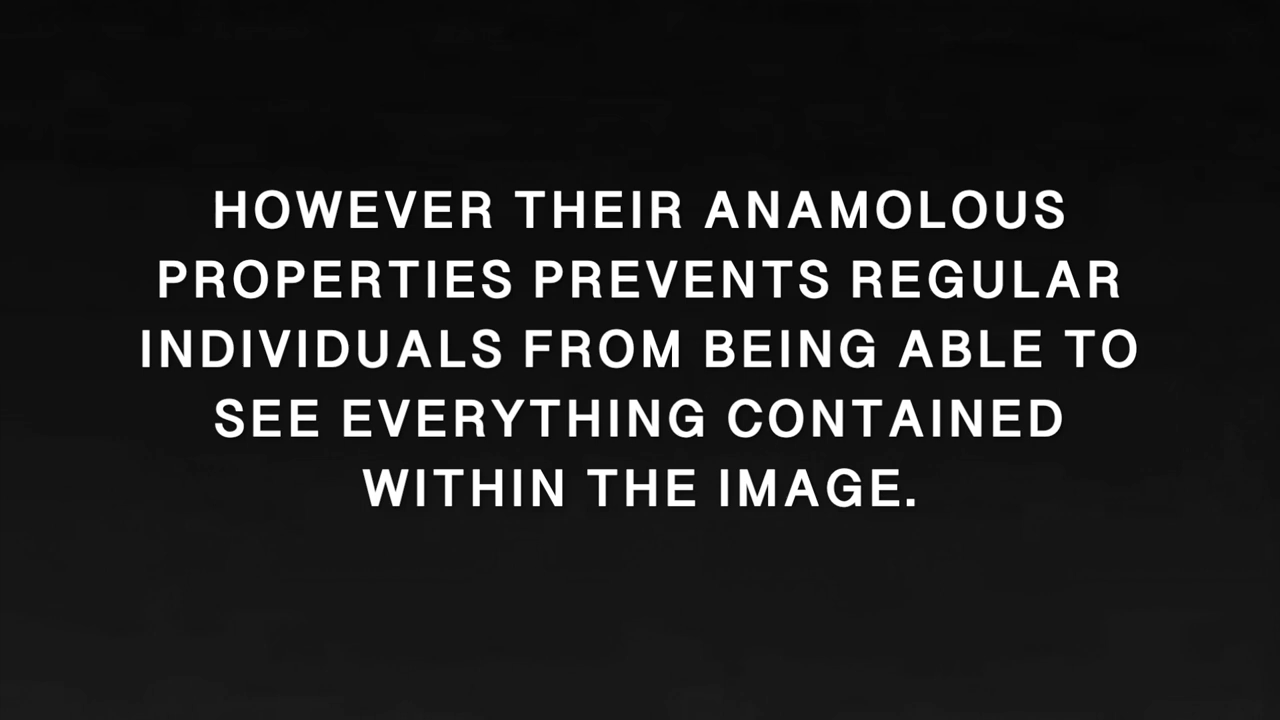 HOWEVER THEIR ANAMOLOUS
PROPERTIES PREVENTS REGULAR
INDIVIDUALS FROM BEING ABLE TO
SEE EVERYTHING CONTAINED
WITHIN THE IMAGE.